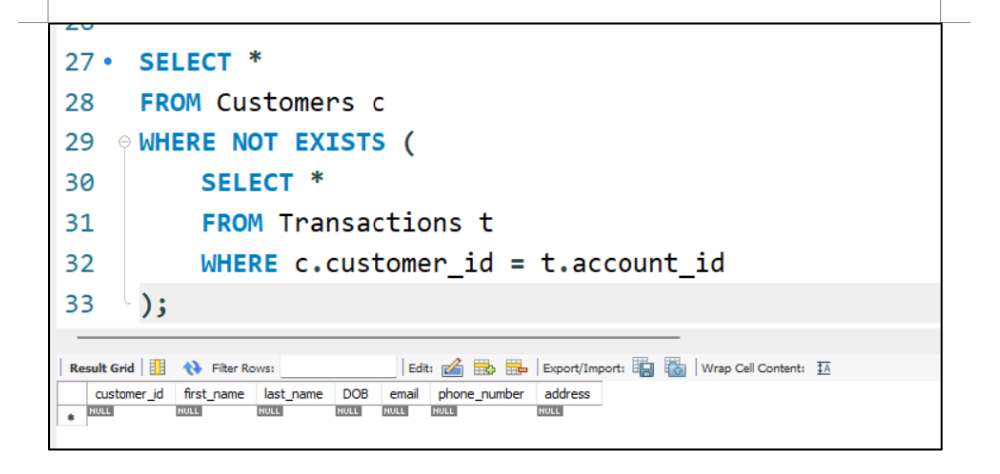 27 SELECT *
28 FROM Customers c
29 WHERE NOT EXISTS (
30 SELECT *
31 FROM Transactions t
32 WHERE c.customer_id = t.account_id
33 );
Result Grid Filter Rows: Edit: Export/Import: Wrap Cell Content: IA
customer_id first_name last_name DOB email phone_number address
* NULL NULL NULL NULL NULL NULL NULL